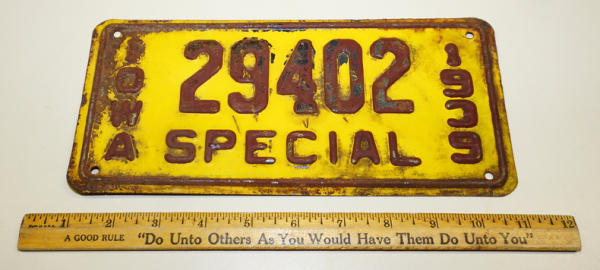 IOWA
29402
1939
SPECIAL
1 2 3 4 5 6 7 8 9 10 11 12
A GOOD RULE "Do Unto Others As You Would Have Them Do Unto You"